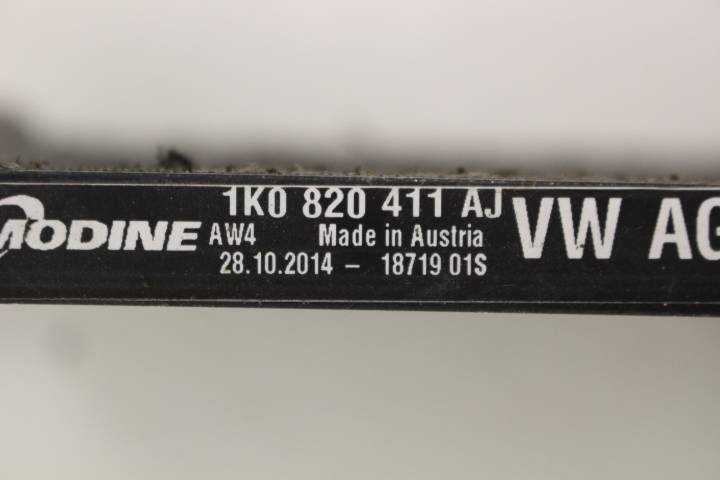 MODINE
1K0 820 411 AJ
AW4 Made in Austria
28.10.2014 – 18719 01S
VW AG